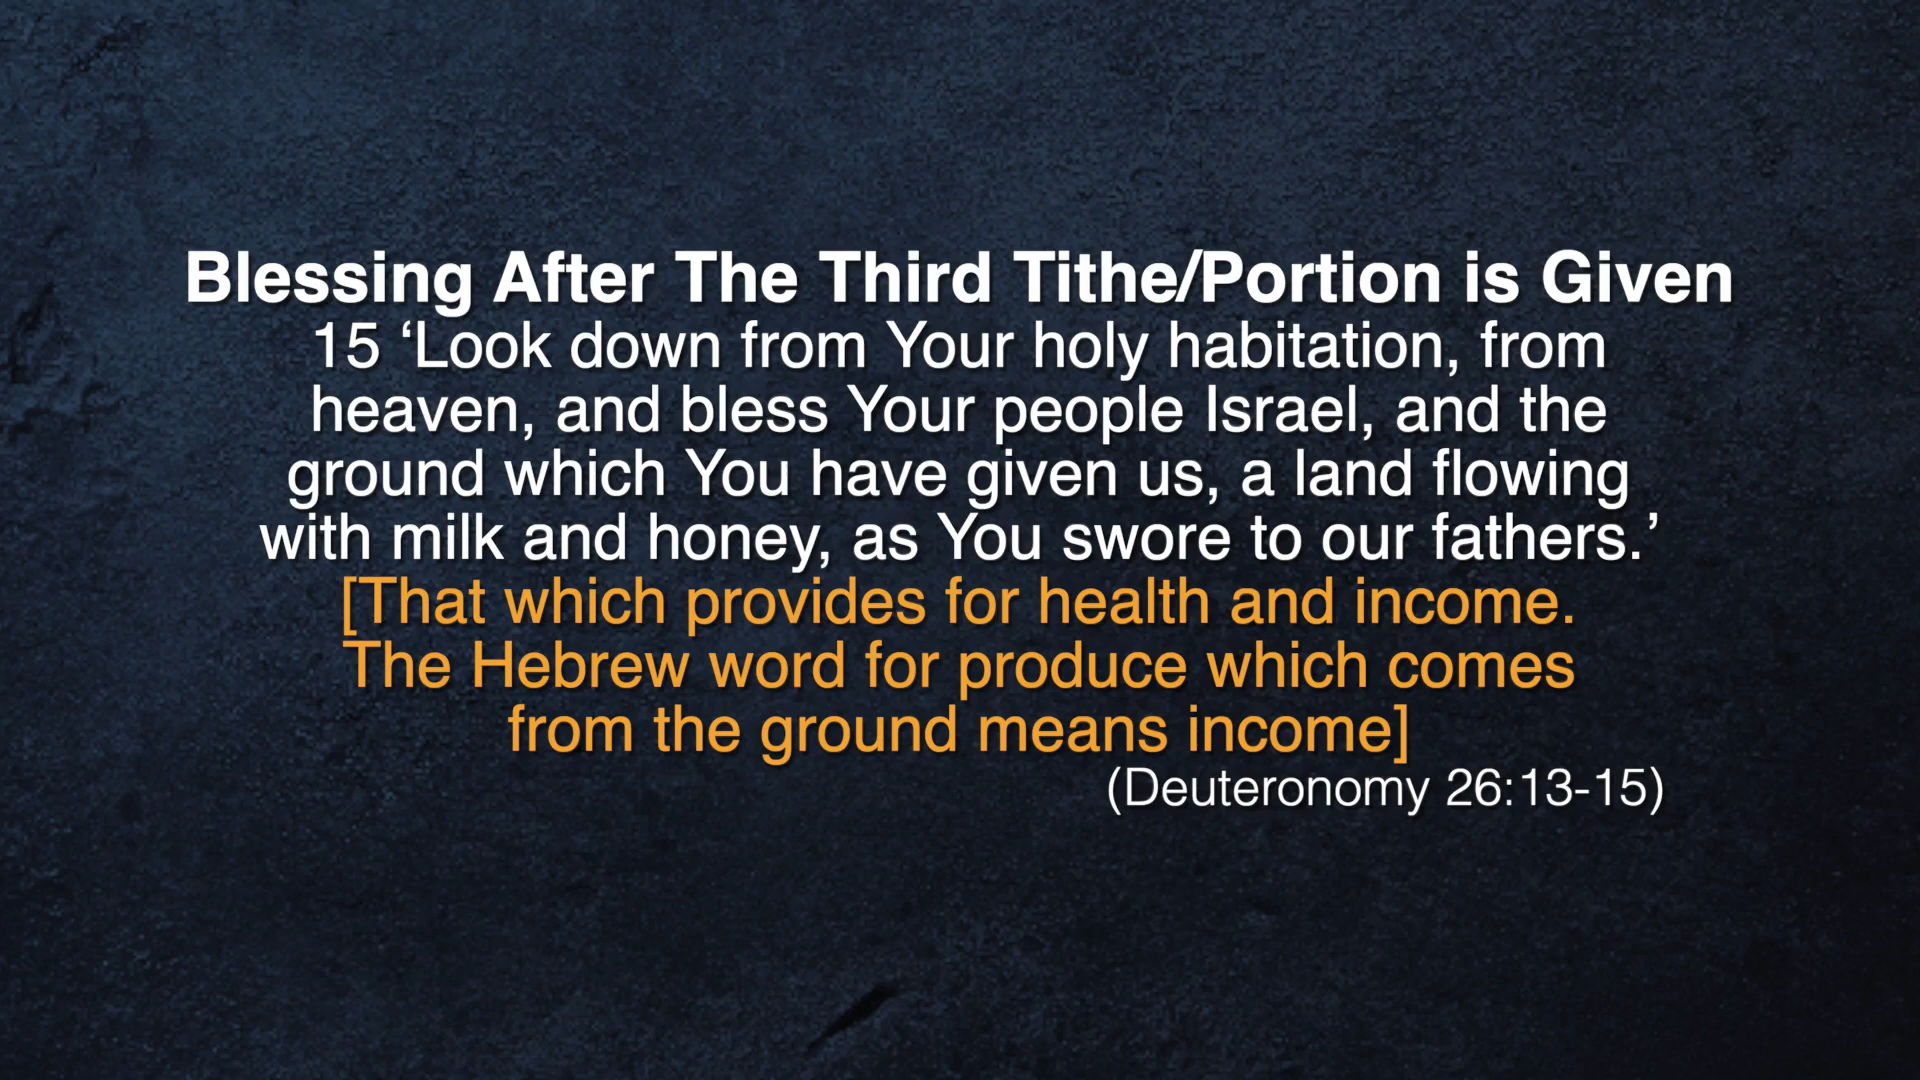 Blessing After The Third Tithe/Portion is Given
15 ‘Look down from Your holy habitation, from
heaven, and bless Your people Israel, and the
ground which You have given us, a land flowing
with milk and honey, as You swore to our fathers.’
[That which provides for health and income.
The Hebrew word for produce which comes
from the ground means income]
(Deuteronomy 26:13-15)